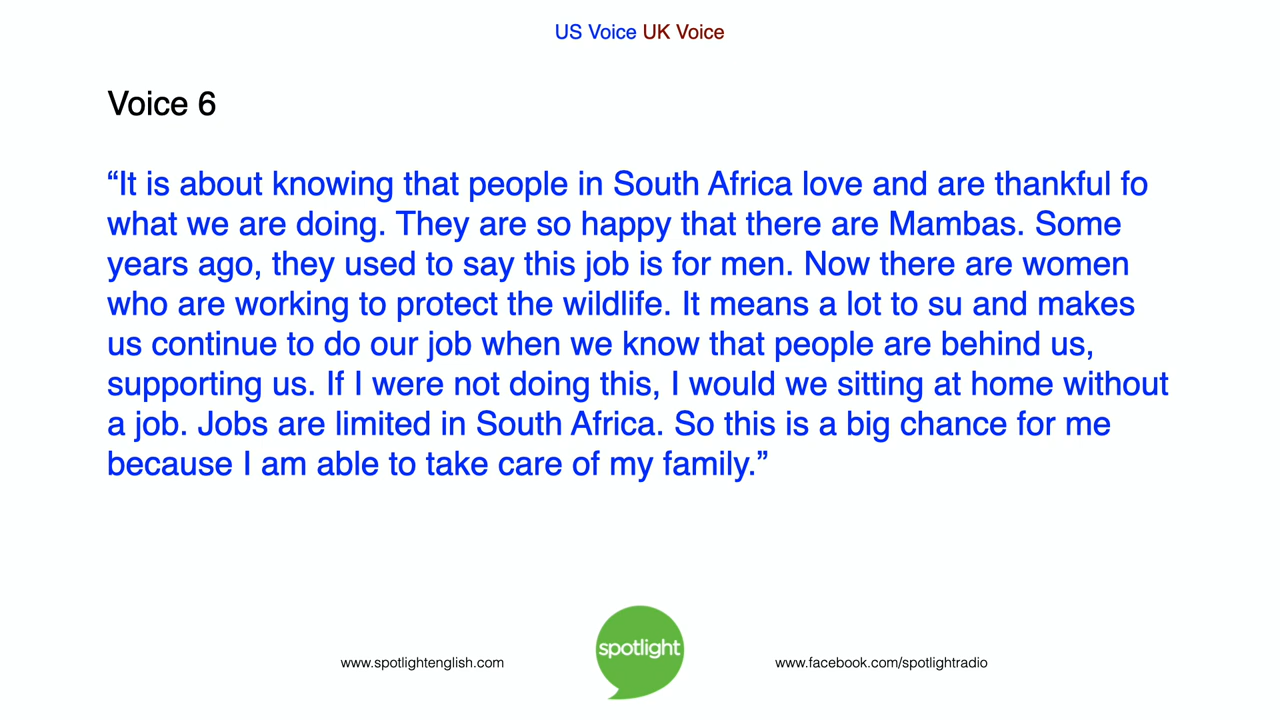 US Voice UK Voice
Voice 6
“It is about knowing that people in South Africa love and are thankful fo
what we are doing. They are so happy that there are Mambas. Some
years ago, they used to say this job is for men. Now there are women
who are working to protect the wildlife. It means a lot to su and makes
us continue to do our job when we know that people are behind us,
supporting us. If I were not doing this, I would we sitting at home without
a job. Jobs are limited in South Africa. So this is a big chance for me
because I am able to take care of my family.”
spotlight
www.spotlightenglish.com
www.facebook.com/spotlightradio